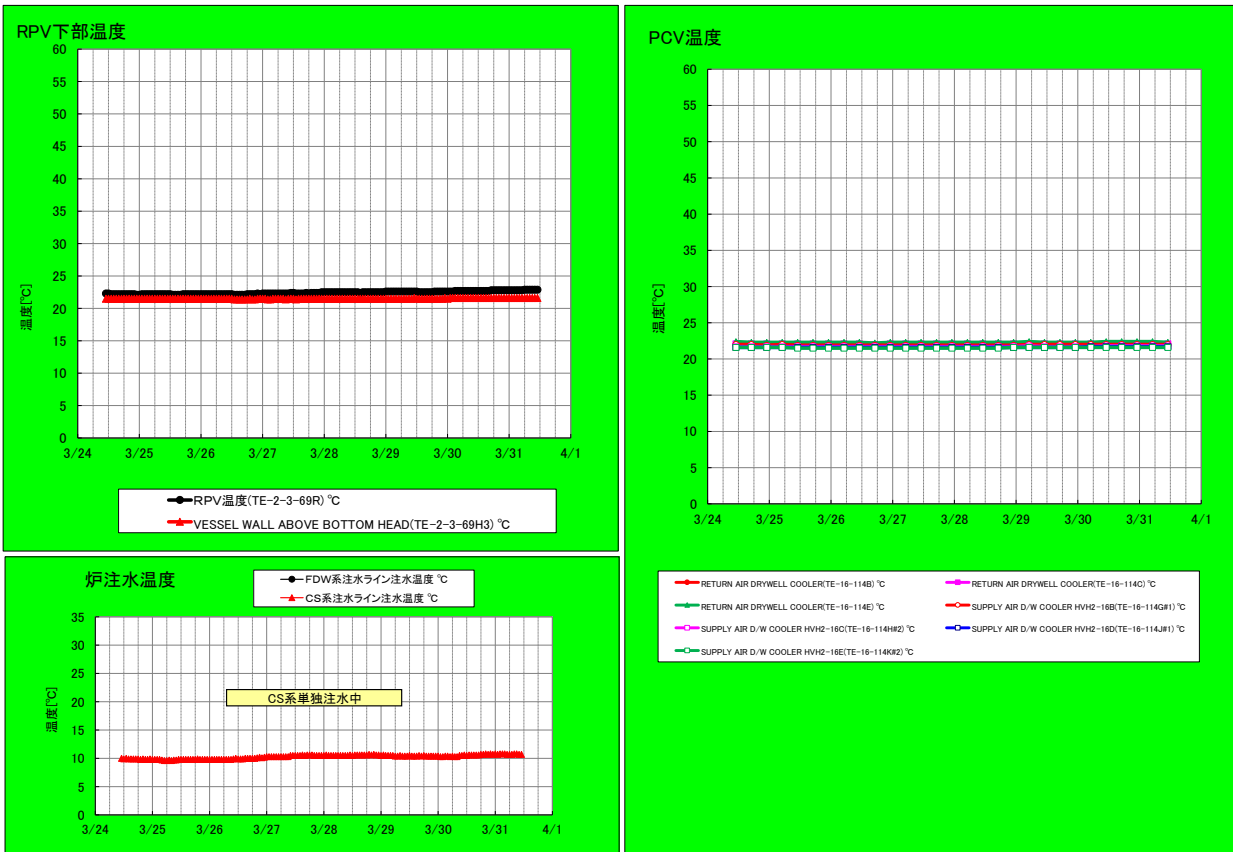 RPV下部温度
60
55
50
45
40
35
30
25
20
15
10
5
0
温度[℃]
3/24 3/25 3/26 3/27 3/28 3/29 3/30 3/31 4/1
RPV温度(TE-2-3-69R) ℃
VESSEL WALL ABOVE BOTTOM HEAD(TE-2-3-69H3) ℃
炉注水温度
FDW系注水ライン注水温度 ℃
CS系注水ライン注水温度 ℃
35
30
25
20
15
10
5
0
温度[℃]
CS系単独注水中
3/24 3/25 3/26 3/27 3/28 3/29 3/30 3/31 4/1
PCV温度
60
55
50
45
40
35
30
25
20
15
10
5
0
温度[℃]
3/24 3/25 3/26 3/27 3/28 3/29 3/30 3/31 4/1
RETURN AIR DRYWELL COOLER(TE-16-114B) ℃
RETURN AIR DRYWELL COOLER(TE-16-114C) ℃
RETURN AIR DRYWELL COOLER(TE-16-114E) ℃
SUPPLY AIR D/W COOLER HVH2-16B(TE-16-114G#1) ℃
SUPPLY AIR D/W COOLER HVH2-16C(TE-16-114H#2) ℃
SUPPLY AIR D/W COOLER HVH2-16D(TE-16-114J#1) ℃
SUPPLY AIR D/W COOLER HVH2-16E(TE-16-114K#2) ℃